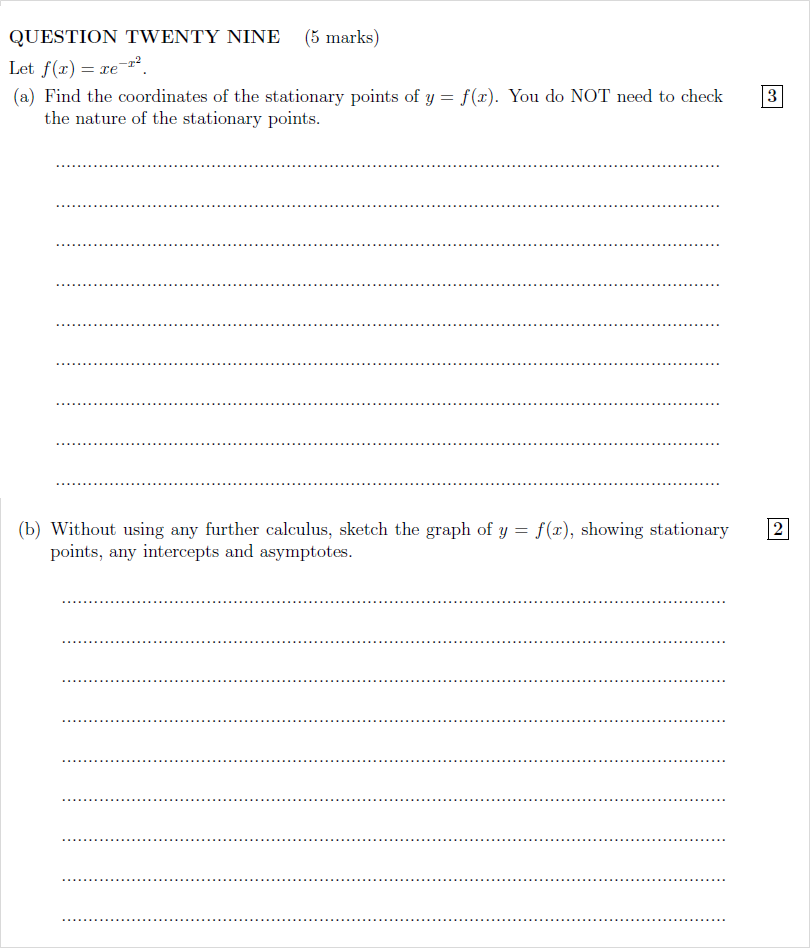 QUESTION TWENTY NINE (5 marks)
Let f(x) = xe^{−x²}.
(a) Find the coordinates of the stationary points of y = f(x). You do NOT need to check 3
the nature of the stationary points.
(b) Without using any further calculus, sketch the graph of y = f(x), showing stationary 2
points, any intercepts and asymptotes.